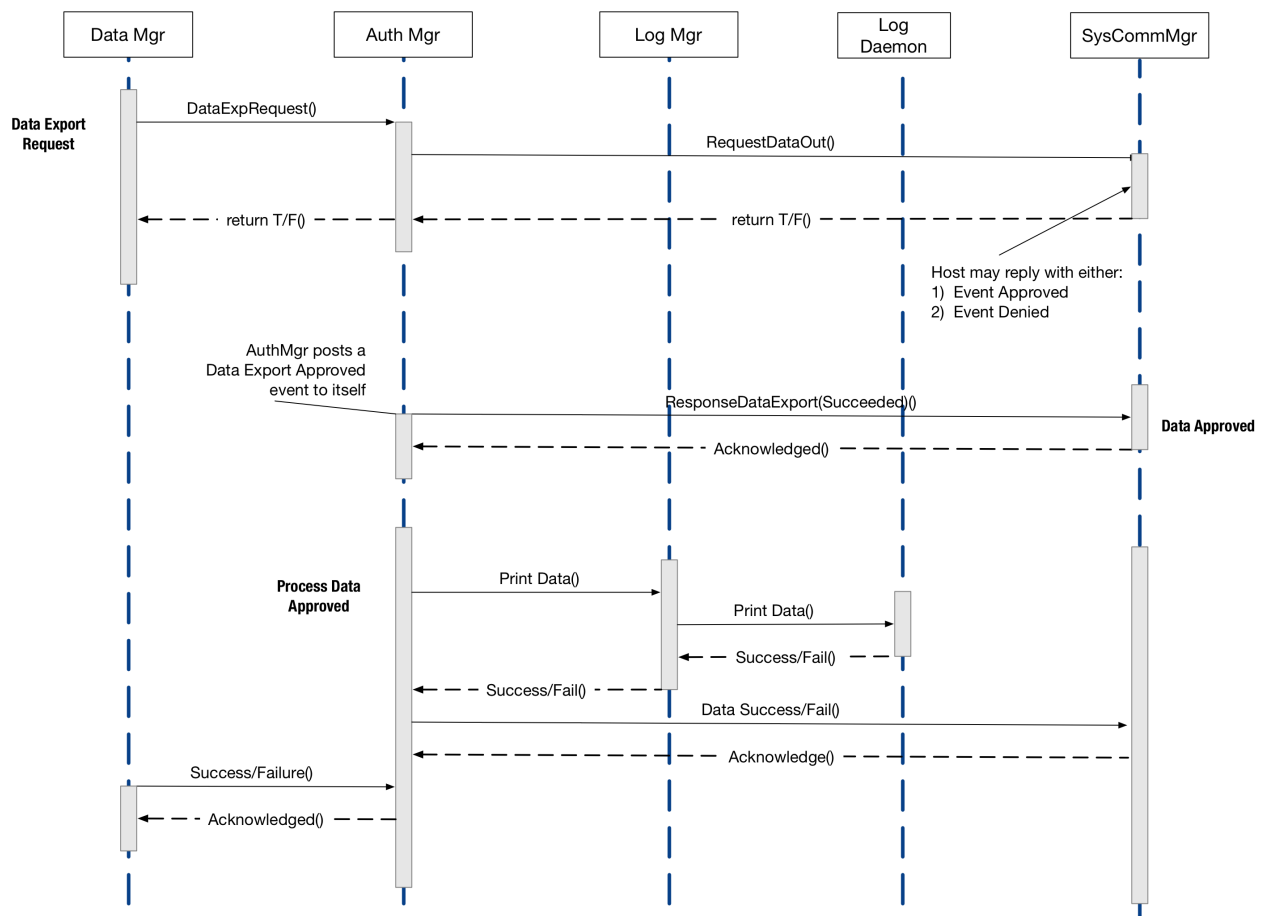 Data Mgr
Auth Mgr
Log Mgr
Log
Daemon
SysCommMgr
Data Export
Request
DataExpRequest()
RequestDataOut()
return T/F()
return T/F()
Host may reply with either:
1) Event Approved
2) Event Denied
AuthMgr posts a
Data Export Approved
event to itself
ResponseDataExport(Succeeded)()
Data Approved
Acknowledged()
Process Data
Approved
Print Data()
Print Data()
Success/Fail()
Success/Fail()
Data Success/Fail()
Acknowledge()
Success/Failure()
Acknowledged()